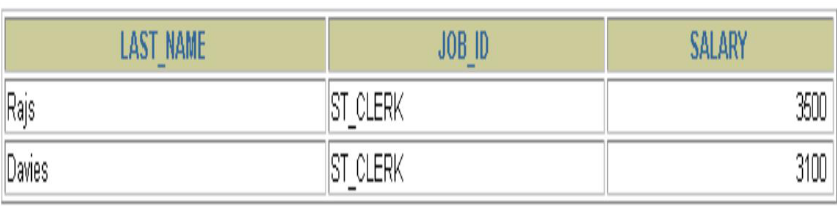 LAST_NAME JOB_ID SALARY
Rajs ST_CLERK 3500
Davies ST_CLERK 3100